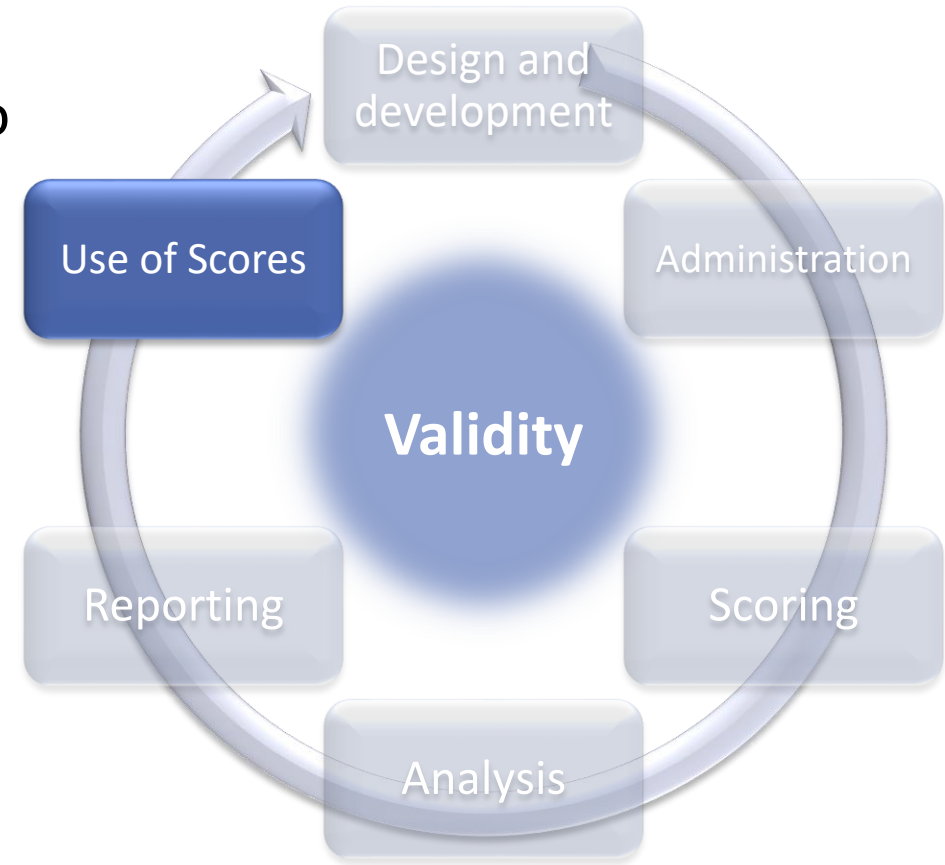 Design and
development
Use of Scores
Administration
Validity
Reporting
Scoring
Analysis